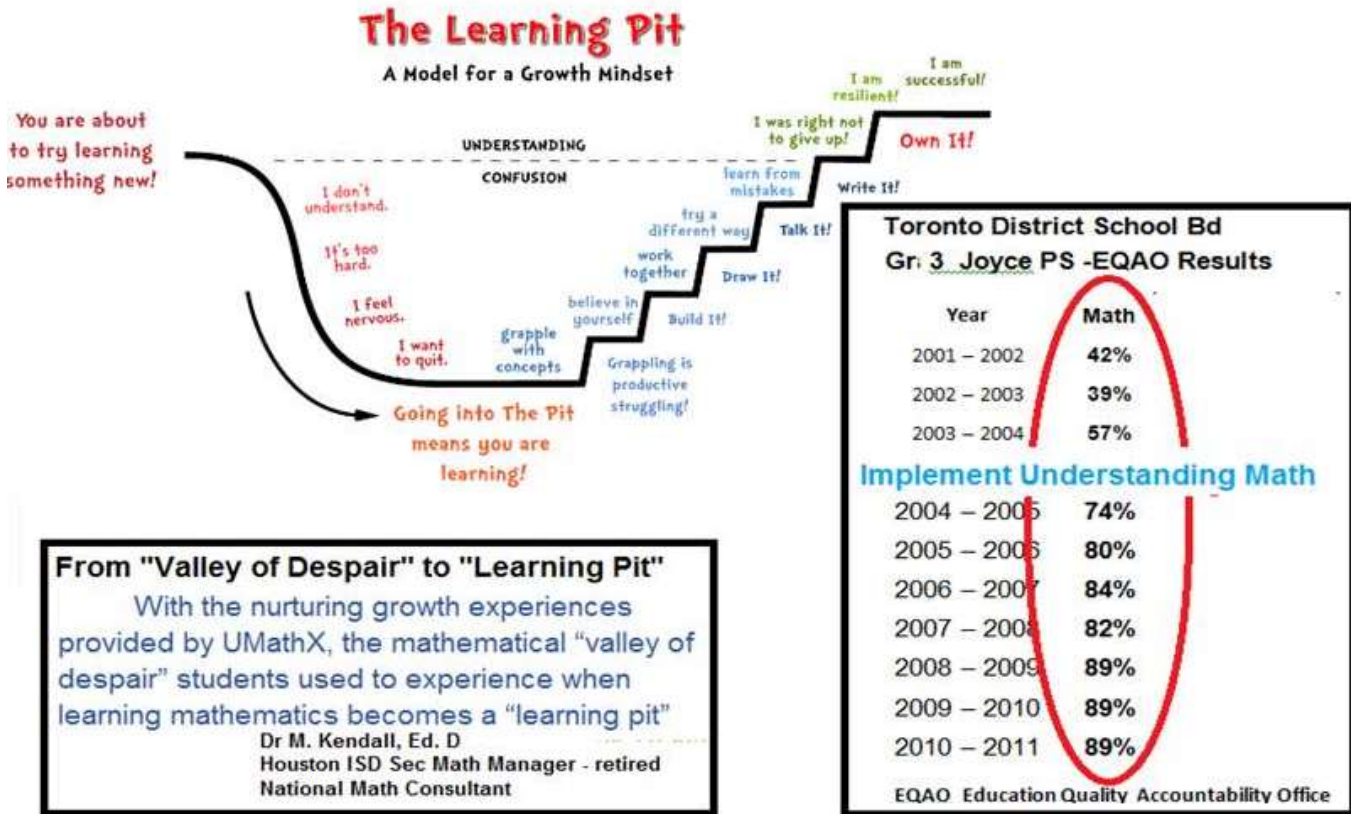 The Learning Pit
A Model for a Growth Mindset
You are about
to try learning
something new!
UNDERSTANDING
CONFUSION
I don't
understand.
It's too
hard.
I feel
nervous.
I want
to quit.
Going into The Pit
means you are
learning!
grapple
with
concepts
Grappling is
productive
struggling!
believe in
yourself
Build It!
work
together
Draw It!
try a
different way
Talk It!
learn from
mistakes
Write It!
I was right not
to give up!
Own It!
I am
resilient!
I am
successful!
From "Valley of Despair" to "Learning Pit"
With the nurturing growth experiences
provided by UMathX, the mathematical “valley of
despair” students used to experience when
learning mathematics becomes a “learning pit”
Dr M. Kendall, Ed. D
Houston ISD Sec Math Manager - retired
National Math Consultant
Toronto District School Bd
Gr: 3 Joyce PS -EQAO Results
Year Math
2001 – 2002 42%
2002 – 2003 39%
2003 – 2004 57%
Implement Understanding Math
2004 – 2005 74%
2005 – 2006 80%
2006 – 2007 84%
2007 – 2008 82%
2008 – 2009 89%
2009 – 2010 89%
2010 – 2011 89%
EQAO Education Quality Accountability Office